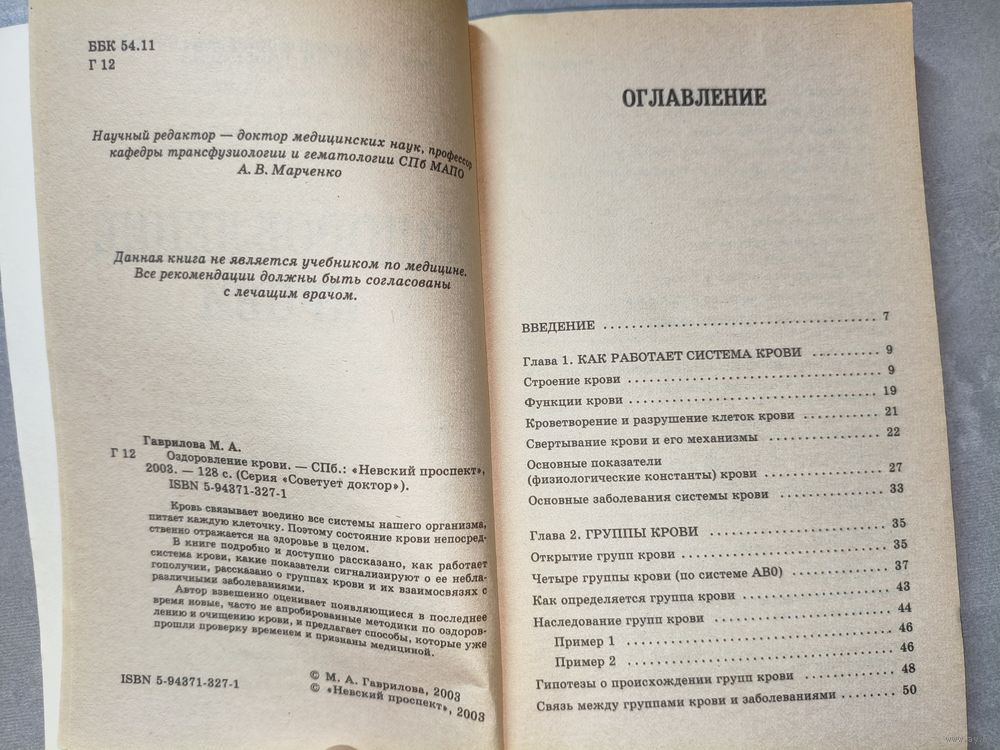 ББК 54.11
Г 12
Научный редактор — доктор медицинских наук, профессор
кафедры трансфузиологии и гематологии СПб МАПО
А. В. Марченко
Данная книга не является учебником по медицине.
Все рекомендации должны быть согласованы
с лечащим врачом.
Гаврилова М. А.
Г 12 Оздоровление крови. — СПб.: «Невский проспект»,
2003. — 128 с. (Серия «Советует доктор»).
ISBN 5-94371-327-1
Кровь связывает воедино все системы нашего организма,
питает каждую клеточку. Поэтому состояние крови непосред-
ственно отражается на здоровье в целом.
В книге подробно и доступно рассказано, как работает
система крови, какие показатели сигнализируют о ее небла-
гополучии, рассказано о группах крови и их взаимосвязях с
различными заболеваниями.
Автор взвешенно оценивает появляющиеся в последнее
время новые, часто не апробированные методики по оздоров-
лению и очищению крови, и предлагает способы, которые уже
прошли проверку временем и признаны медициной.
ISBN 5-94371-327-1
© М. А. Гаврилова, 2003
© «Невский проспект», 2003
ОГЛАВЛЕНИЕ
ВВЕДЕНИЕ .......... 7
Глава 1. КАК РАБОТАЕТ СИСТЕМА КРОВИ .......... 9
Строение крови .......... 9
Функции крови .......... 19
Кроветворение и разрушение клеток крови .......... 21
Свертывание крови и его механизмы .......... 22
Основные показатели
(физиологические константы) крови .......... 27
Основные заболевания системы крови .......... 33
Глава 2. ГРУППЫ КРОВИ .......... 35
Открытие групп крови .......... 35
Четыре группы крови (по системе АВ0) .......... 37
Как определяется группа крови .......... 43
Наследование групп крови .......... 44
Пример 1 .......... 46
Пример 2 .......... 46
Гипотезы о происхождении групп крови .......... 48
Связь между группами крови и заболеваниями .......... 50